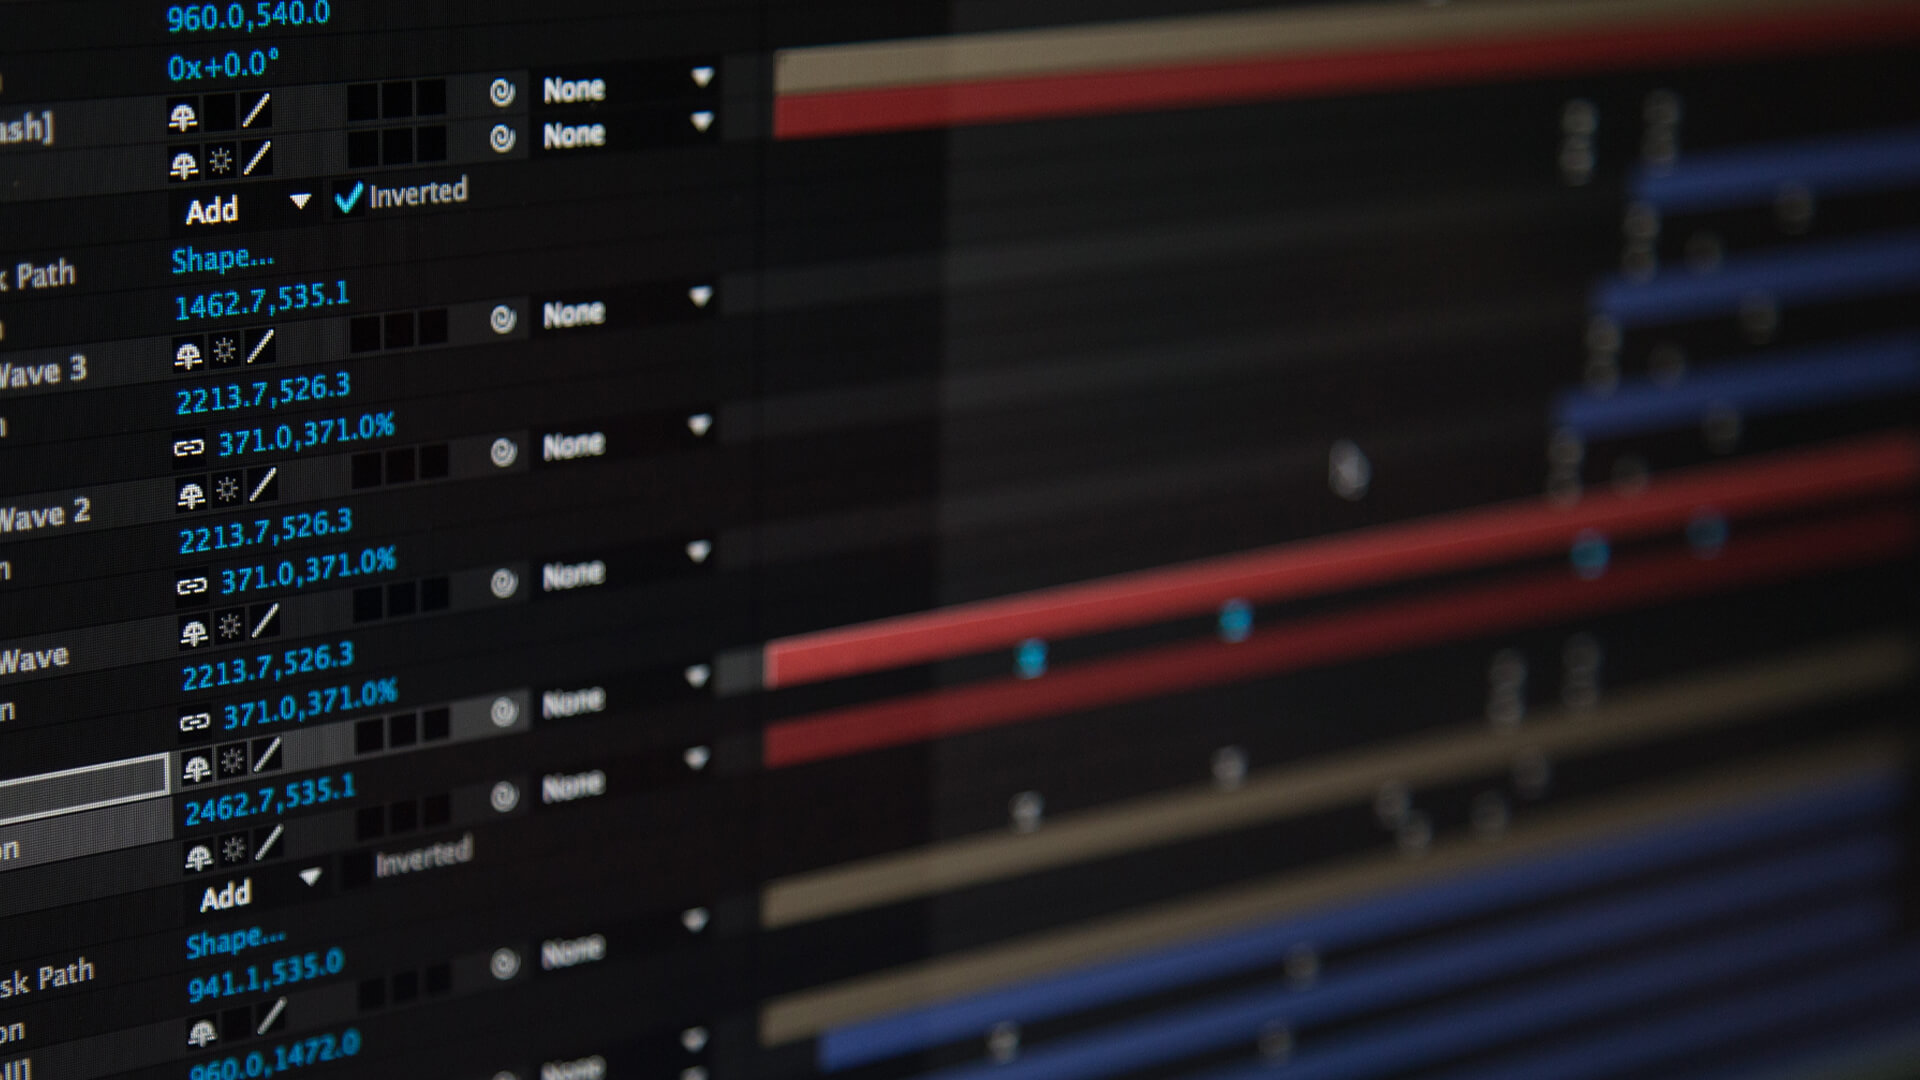 960.0,540.0
0x+0.0°
ash] None
None
Add Inverted
Path Shape...
1462.7,535.1
Wave 3 None
2213.7,526.3
371.0,371.0%
Wave 2 None
2213.7,526.3
371.0,371.0%
Wave None
2213.7,526.3
371.0,371.0%
None
on 2462.7,535.1
None
Add Inverted
sk Path Shape...
on 941.1,535.0
None
960.0,1472.0
None